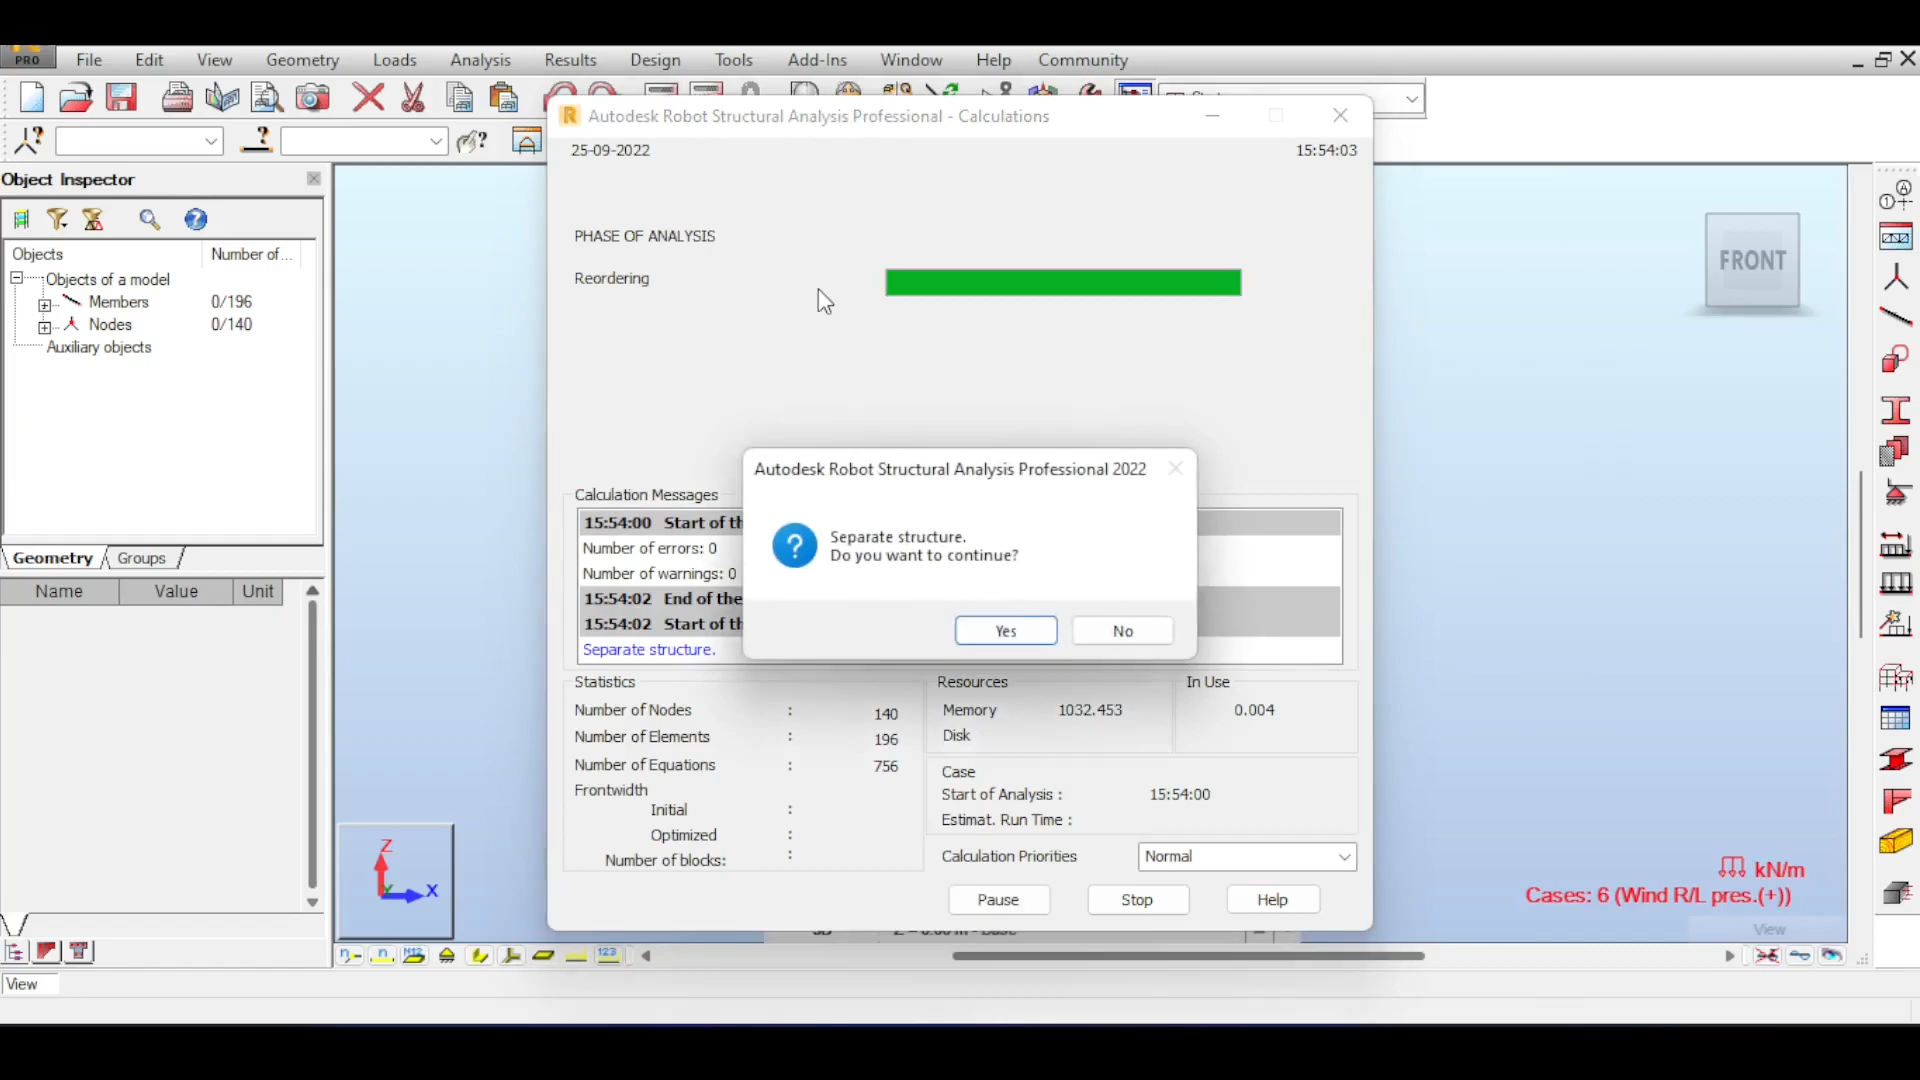 PRO File Edit View Geometry Loads Analysis Results Design Tools Add-Ins Window Help Community
Autodesk Robot Structural Analysis Professional - Calculations
25-09-2022 15:54:03
Object Inspector
Objects Number of...
Objects of a model
Members 0/196
Nodes 0/140
Auxiliary objects
Geometry Groups
Name Value Unit
View
PHASE OF ANALYSIS
Reordering
Calculation Messages
15:54:00 Start of th
Number of errors: 0
Number of warnings: 0
15:54:02 End of the
15:54:02 Start of th
Separate structure.
Autodesk Robot Structural Analysis Professional 2022
Separate structure.
Do you want to continue?
Yes No
Statistics
Number of Nodes : 140
Number of Elements : 196
Number of Equations : 756
Frontwidth
Initial :
Optimized :
Number of blocks: :
Resources In Use
Memory 1032.453 0.004
Disk
Case
Start of Analysis : 15:54:00
Estimat. Run Time :
Calculation Priorities Normal
Pause Stop Help
FRONT
Z
Y X
kN/m
Cases: 6 (Wind R/L pres.(+))
View